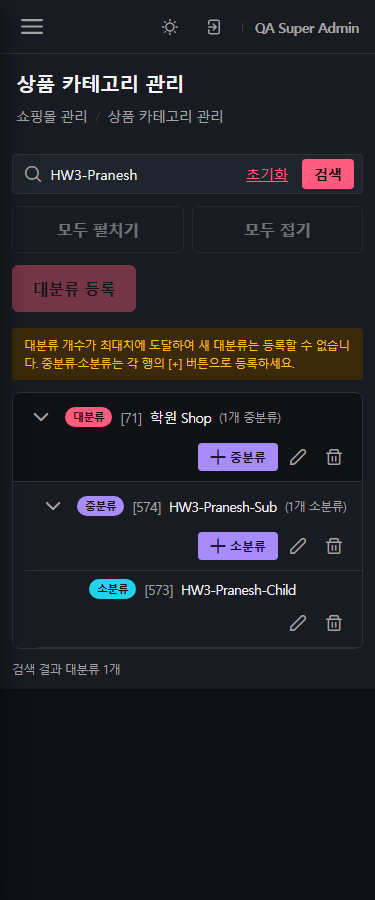 QA Super Admin
상품 카테고리 관리
쇼핑몰 관리 / 상품 카테고리 관리
HW3-Pranesh 초기화 검색
모두 펼치기 모두 접기
대분류 등록
대분류 개수가 최대치에 도달하여 새 대분류는 등록할 수 없습니
다. 중분류·소분류는 각 행의 [+] 버튼으로 등록하세요.
대분류 [71] 학원 Shop (1개 중분류)
+ 중분류
중분류 [574] HW3-Pranesh-Sub (1개 소분류)
+ 소분류
소분류 [573] HW3-Pranesh-Child
검색 결과 대분류 1개